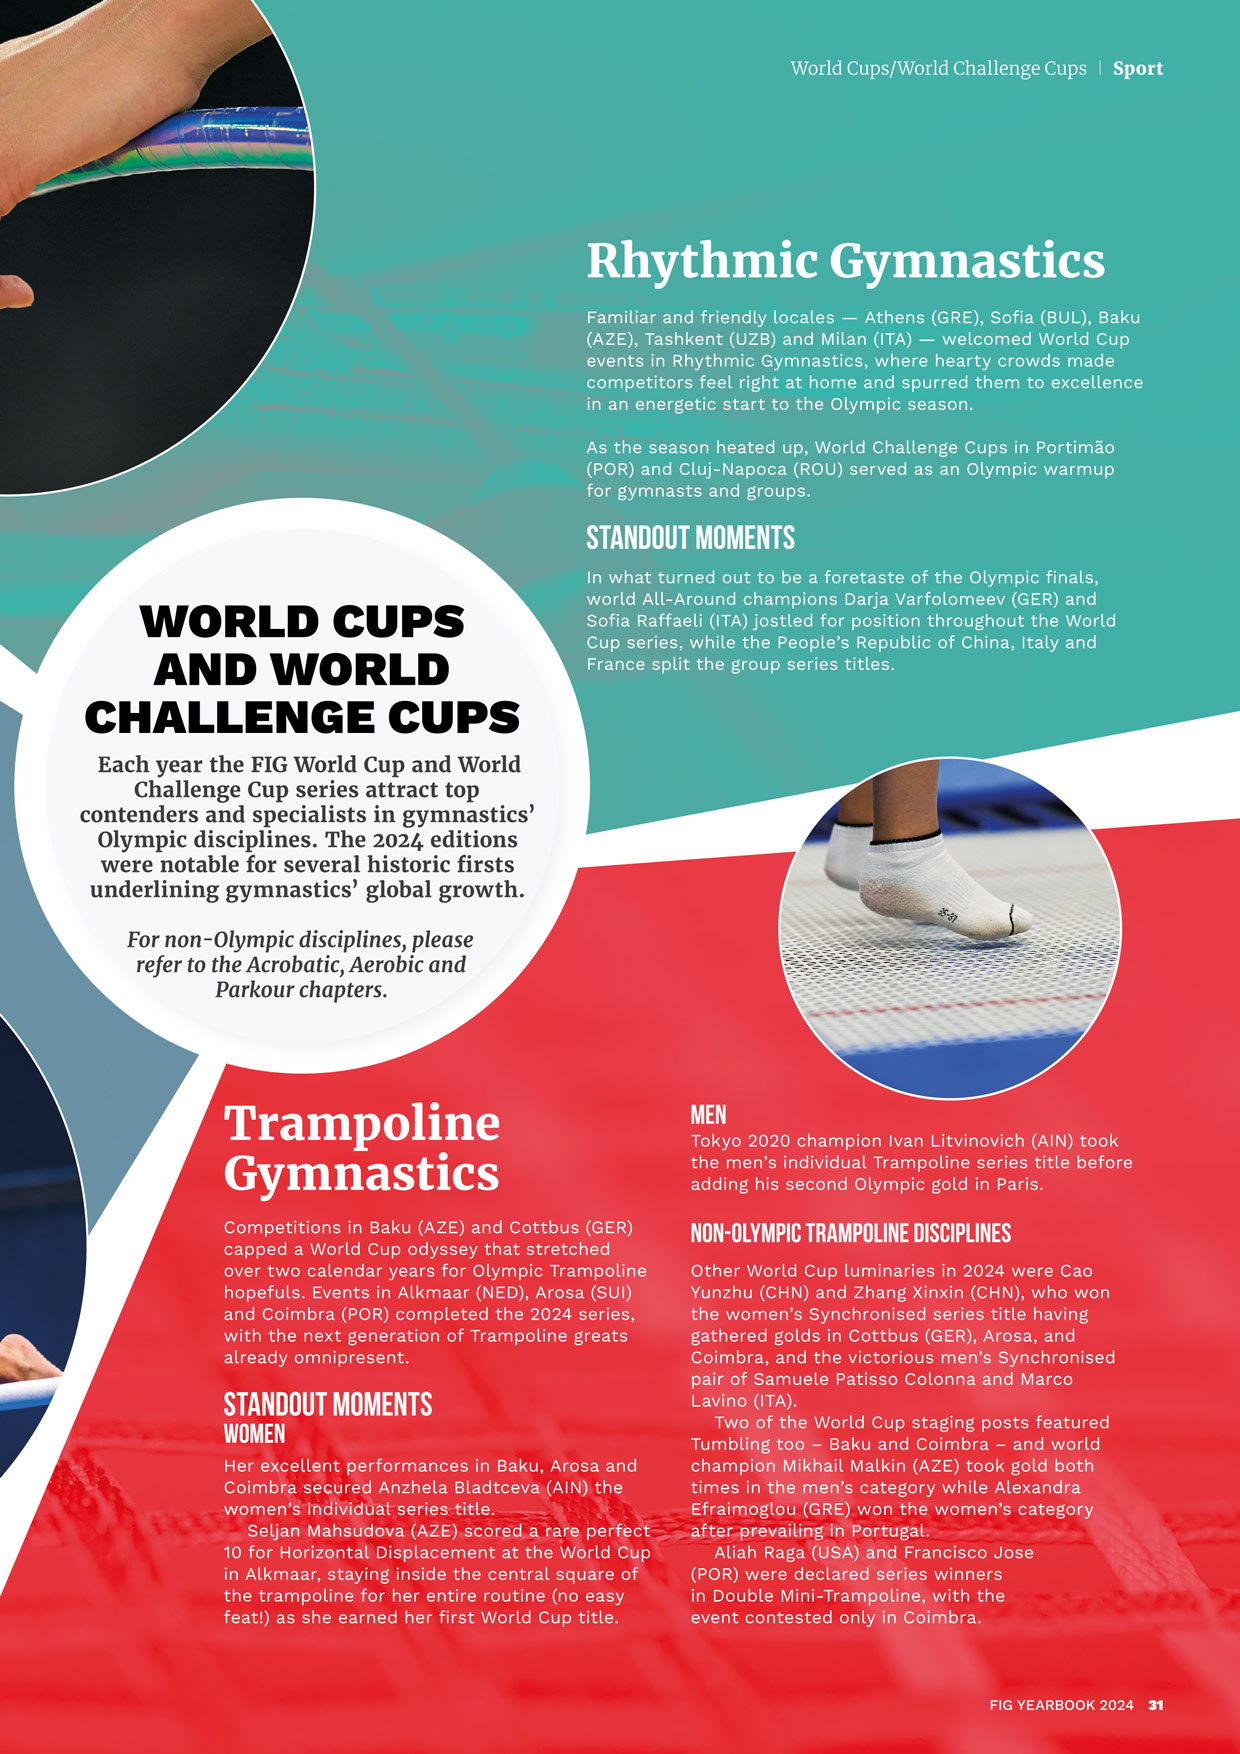 World Cups/World Challenge Cups | Sport
Rhythmic Gymnastics
Familiar and friendly locales — Athens (GRE), Sofia (BUL), Baku
(AZE), Tashkent (UZB) and Milan (ITA) — welcomed World Cup
events in Rhythmic Gymnastics, where hearty crowds made
competitors feel right at home and spurred them to excellence
in an energetic start to the Olympic season.
As the season heated up, World Challenge Cups in Portimão
(POR) and Cluj-Napoca (ROU) served as an Olympic warmup
for gymnasts and groups.
STANDOUT MOMENTS
In what turned out to be a foretaste of the Olympic finals,
world All-Around champions Darja Varfolomeev (GER) and
Sofia Raffaeli (ITA) jostled for position throughout the World
Cup series, while the People's Republic of China, Italy and
France split the group series titles.
WORLD CUPS
AND WORLD
CHALLENGE CUPS
Each year the FIG World Cup and World
Challenge Cup series attract top
contenders and specialists in gymnastics'
Olympic disciplines. The 2024 editions
were notable for several historic firsts
underlining gymnastics' global growth.
For non-Olympic disciplines, please
refer to the Acrobatic, Aerobic and
Parkour chapters.
35-37
Trampoline
Gymnastics
Competitions in Baku (AZE) and Cottbus (GER)
capped a World Cup odyssey that stretched
over two calendar years for Olympic Trampoline
hopefuls. Events in Alkmaar (NED), Arosa (SUI)
and Coimbra (POR) completed the 2024 series,
with the next generation of Trampoline greats
already omnipresent.
STANDOUT MOMENTS
WOMEN
Her excellent performances in Baku, Arosa and
Coimbra secured Anzhela Bladtceva (AIN) the
women's individual series title.
Seljan Mahsudova (AZE) scored a rare perfect
10 for Horizontal Displacement at the World Cup
in Alkmaar, staying inside the central square of
the trampoline for her entire routine (no easy
feat!) as she earned her first World Cup title.
MEN
Tokyo 2020 champion Ivan Litvinovich (AIN) took
the men's individual Trampoline series title before
adding his second Olympic gold in Paris.
NON-OLYMPIC TRAMPOLINE DISCIPLINES
Other World Cup luminaries in 2024 were Cao
Yunzhu (CHN) and Zhang Xinxin (CHN), who won
the women's Synchronised series title having
gathered golds in Cottbus (GER), Arosa, and
Coimbra, and the victorious men's Synchronised
pair of Samuele Patisso Colonna and Marco
Lavino (ITA).
Two of the World Cup staging posts featured
Tumbling too – Baku and Coimbra – and world
champion Mikhail Malkin (AZE) took gold both
times in the men's category while Alexandra
Efraimoglou (GRE) won the women's category
after prevailing in Portugal.
Aliah Raga (USA) and Francisco Jose
(POR) were declared series winners
in Double Mini-Trampoline, with the
event contested only in Coimbra.
FIG YEARBOOK 2024 31